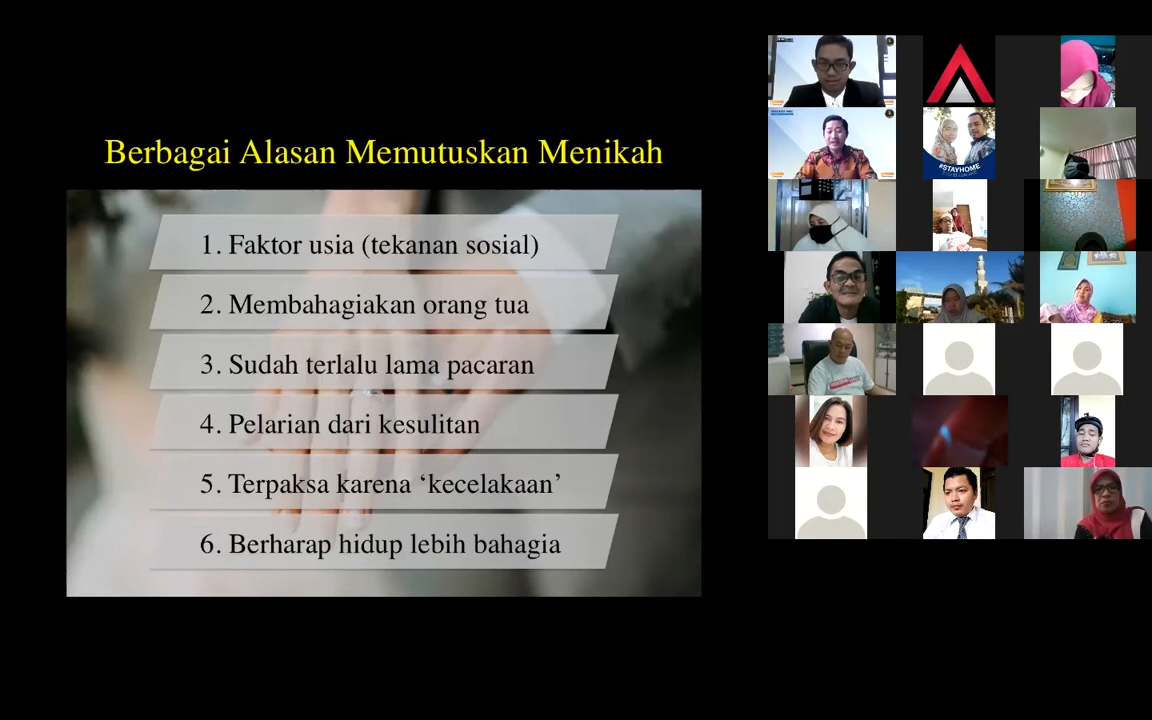 Berbagai Alasan Memutuskan Menikah
1. Faktor usia (tekanan sosial)
2. Membahagiakan orang tua
3. Sudah terlalu lama pacaran
4. Pelarian dari kesulitan
5. Terpaksa karena ‘kecelakaan’
6. Berharap hidup lebih bahagia
#STAYHOME